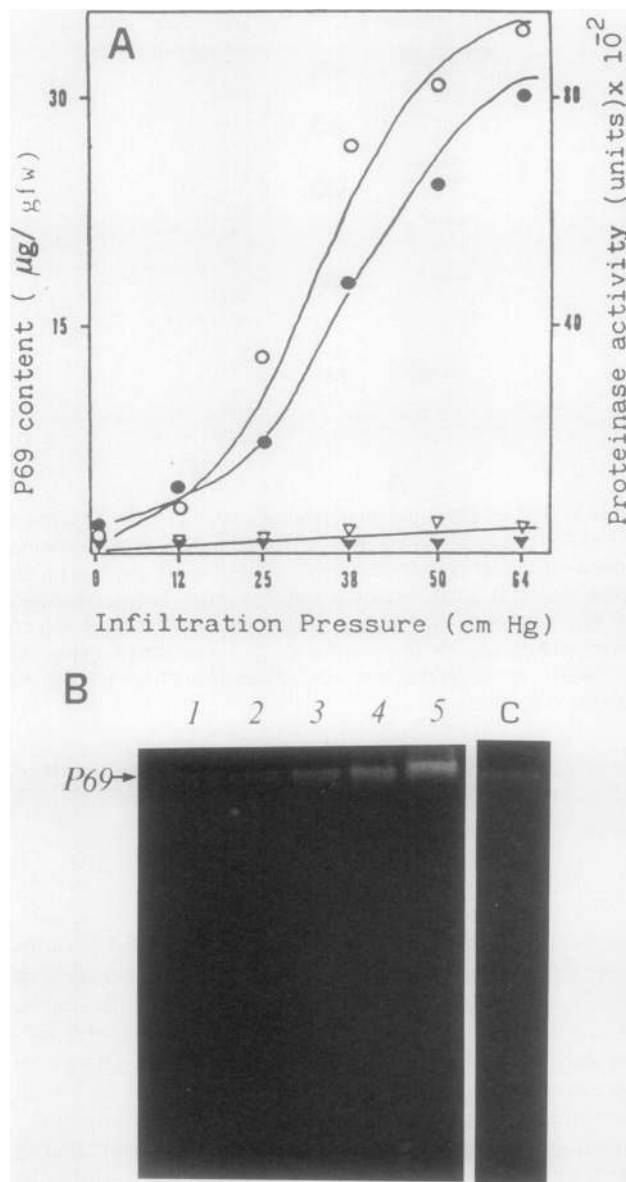 A
30
15
P69 content ( µg/ gfw)
80
40
Proteinase activity (units)x 10-2
0 12 25 38 50 64
Infiltration Pressure (cm Hg)
B
1 2 3 4 5 C
P69